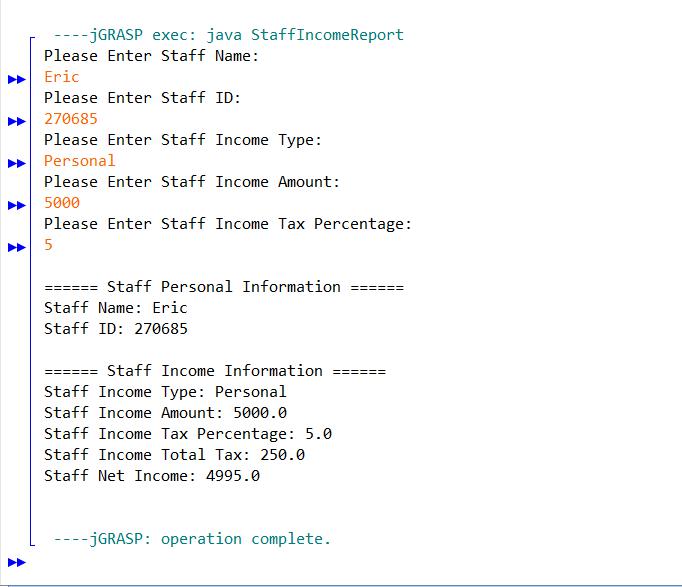 ----jGRASP exec: java StaffIncomeReport
Please Enter Staff Name:
Eric
Please Enter Staff ID:
270685
Please Enter Staff Income Type:
Personal
Please Enter Staff Income Amount:
5000
Please Enter Staff Income Tax Percentage:
5
====== Staff Personal Information ======
Staff Name: Eric
Staff ID: 270685
====== Staff Income Information ======
Staff Income Type: Personal
Staff Income Amount: 5000.0
Staff Income Tax Percentage: 5.0
Staff Income Total Tax: 250.0
Staff Net Income: 4995.0
----jGRASP: operation complete.